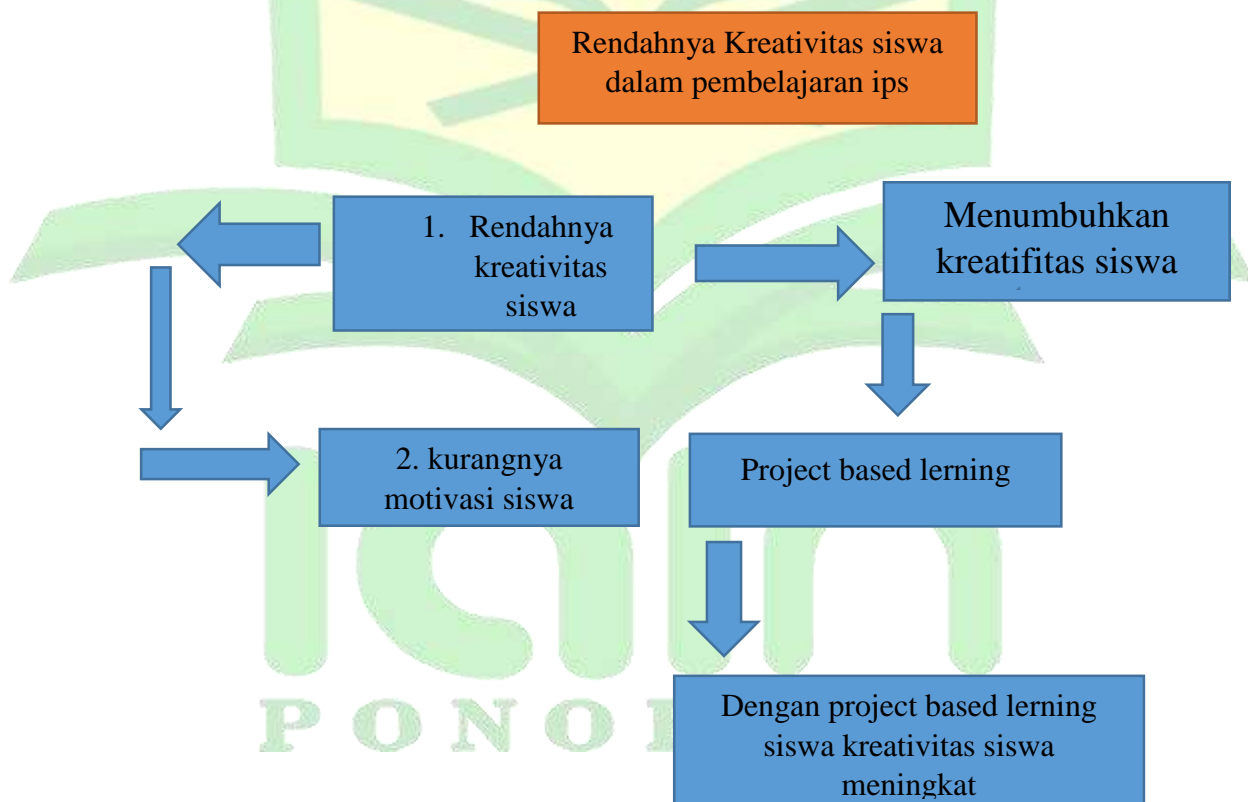 Rendahnya Kreativitas siswa
dalam pembelajaran ips
1. Rendahnya
kreativitas
siswa
Menumbuhkan
kreatifitas siswa
2. kurangnya
motivasi siswa
Project based lerning
Dengan project based lerning
siswa kreativitas siswa
meningkat
iain
PONO